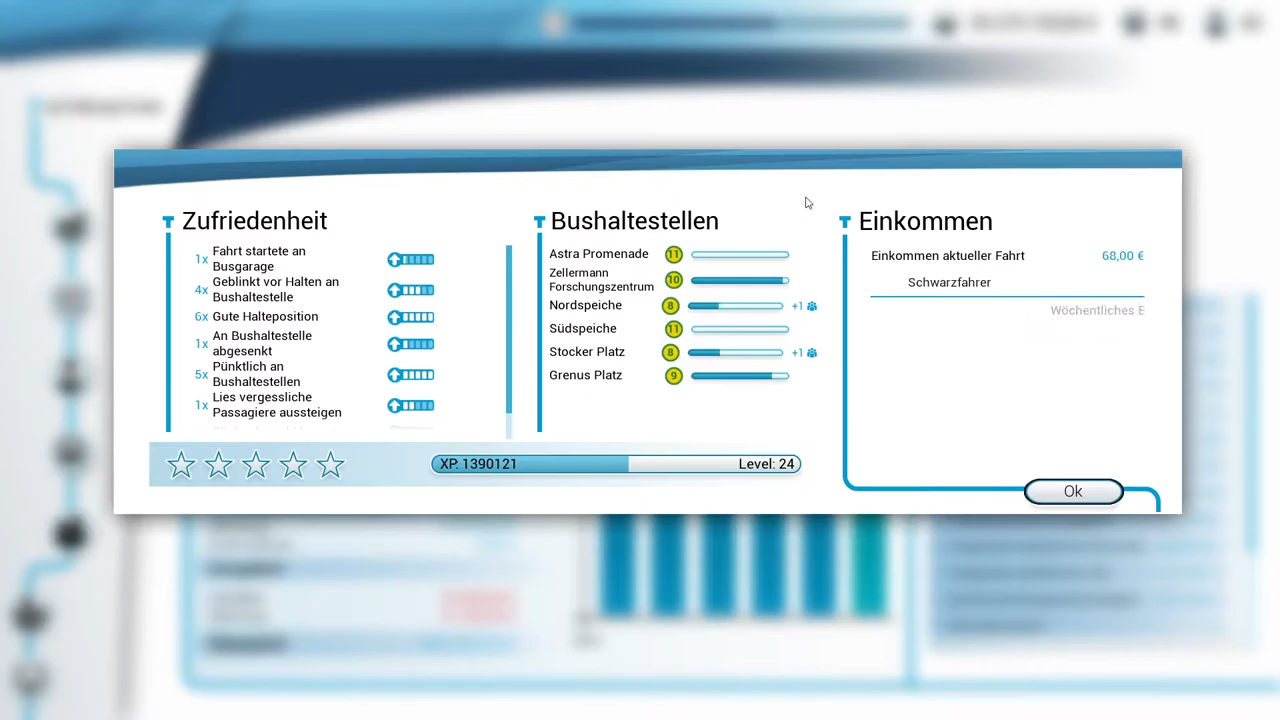 Zufriedenheit
1x Fahrt startete an
Busgarage
4x Geblinkt vor Halten an
Bushaltestelle
6x Gute Halteposition
1x An Bushaltestelle
abgesenkt
5x Pünktlich an
Bushaltestellen
1x Lies vergessliche
Passagiere aussteigen
Bushaltestellen
Astra Promenade 11
Zellermann
Forschungszentrum 10
Nordspeiche 8 +1
Südspeiche 11
Stocker Platz 8 +1
Grenus Platz 9
Einkommen
Einkommen aktueller Fahrt 68,00 €
Schwarzfahrer
Wöchentliches E
XP: 1390121 Level: 24
Ok